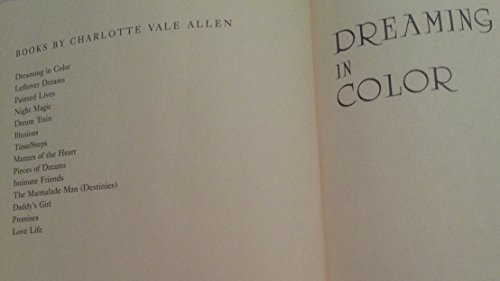 BOOKS BY CHARLOTTE VALE ALLEN
Dreaming in Color
Leftover Dreams
Painted Lives
Night Magic
Dream Train
Illusions
Time/Steps
Matters of the Heart
Pieces of Dreams
Intimate Friends
The Marmalade Man (Destinies)
Daddy's Girl
Promises
Love Life
DREAMING
IN
COLOR